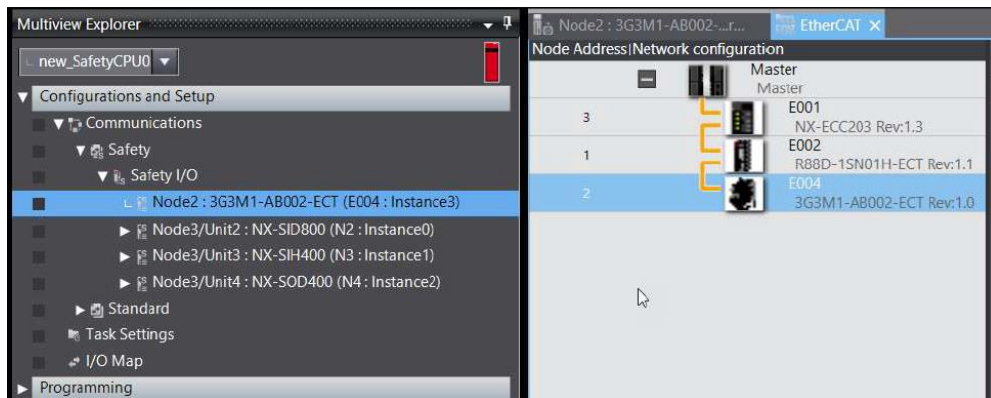 Multiview Explorer
new_SafetyCPU0
Configurations and Setup
Communications
Safety
Safety I/O
Node2 : 3G3M1-AB002-ECT (E004 : Instance3)
Node3/Unit2 : NX-SID800 (N2 : Instance0)
Node3/Unit3 : NX-SIH400 (N3 : Instance1)
Node3/Unit4 : NX-SOD400 (N4 : Instance2)
Standard
Task Settings
I/O Map
Programming
Node2 : 3G3M1-AB002-...r... EtherCAT
Node Address|Network configuration
Master
Master
3 E001
NX-ECC203 Rev:1.3
1 E002
R88D-1SN01H-ECT Rev:1.1
2 E004
3G3M1-AB002-ECT Rev:1.0